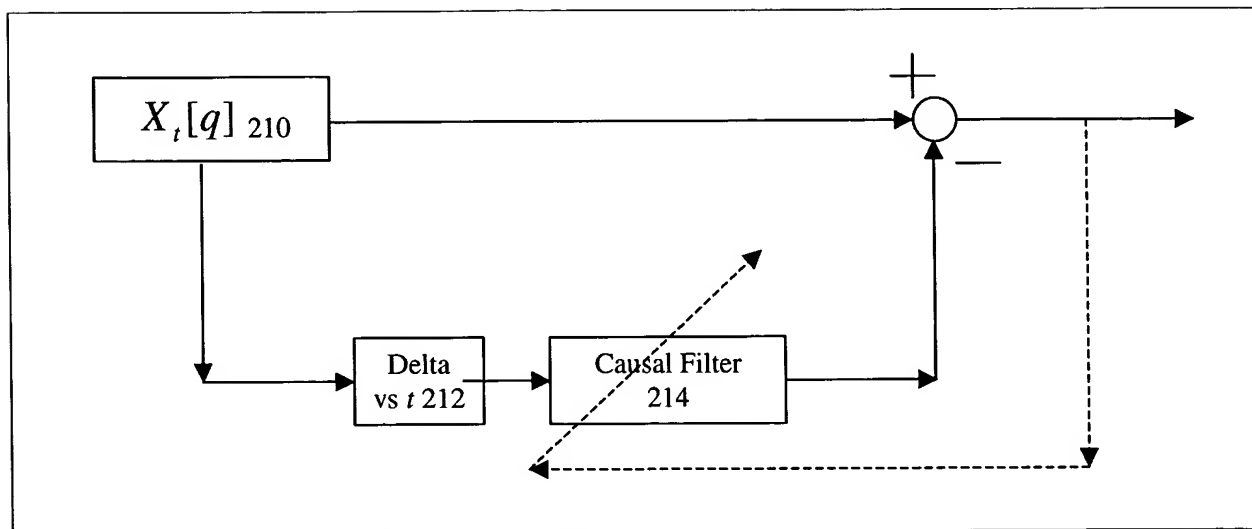 X_t[q] 210
+
—
Delta
vs t 212
Causal Filter
214